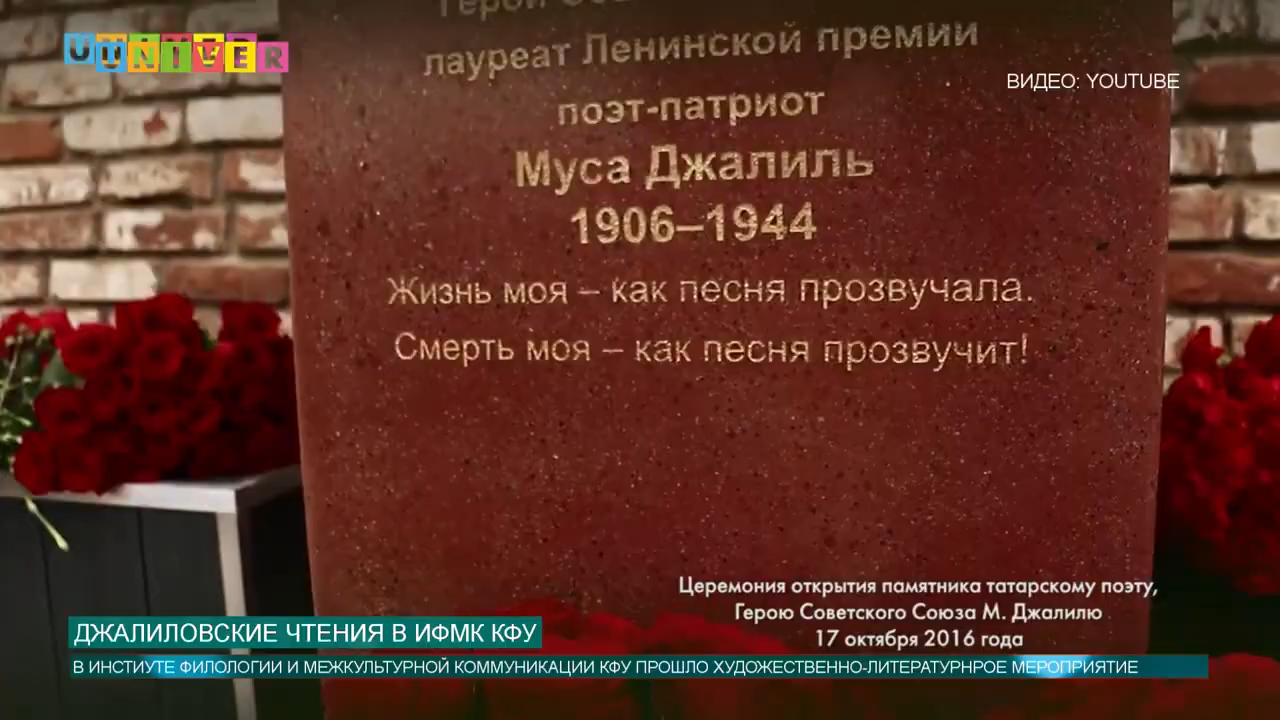 UNIVER
ВИДЕО: YOUTUBE
Герой
лауреат Ленинской премии
поэт-патриот
Муса Джалиль
1906–1944
Жизнь моя – как песня прозвучала.
Смерть моя – как песня прозвучит!
Церемония открытия памятника татарскому поэту,
Герою Советского Союза М. Джалилю
17 октября 2016 года
ДЖАЛИЛОВСКИЕ ЧТЕНИЯ В ИФМК КФУ
В ИНСТИУТЕ ФИЛОЛОГИИ И МЕЖКУЛЬТУРНОЙ КОММУНИКАЦИИ КФУ ПРОШЛО ХУДОЖЕСТВЕННО-ЛИТЕРАТУРНРОЕ МЕРОПРИЯТИЕ